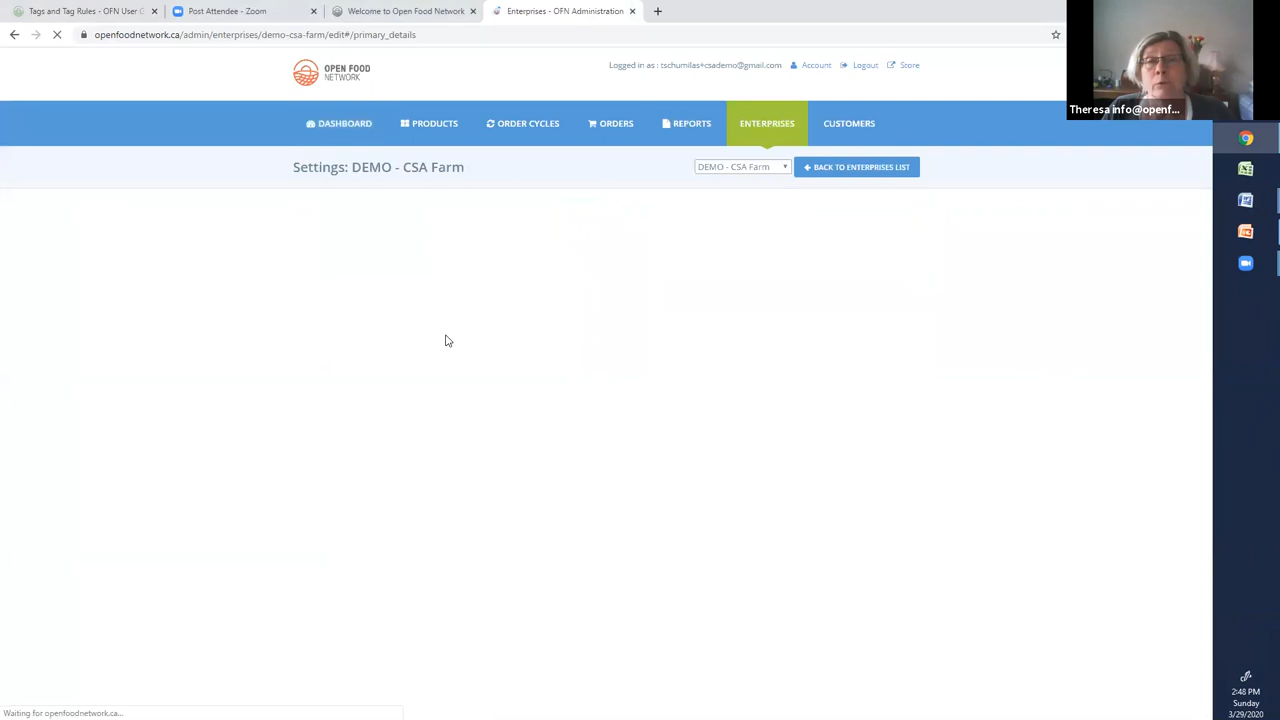 Tags and Tag Rules - OFN User G
Post Attendee - Zoom
Welcome to Open Food Network
Enterprises - OFN Administration
openfoodnetwork.ca/admin/enterprises/demo-csa-farm/edit#/primary_details
OPEN FOOD
NETWORK
Logged in as : tschumilas+csademo@gmail.com
Account
Logout
Store
Theresa info@openf...
DASHBOARD
PRODUCTS
ORDER CYCLES
ORDERS
REPORTS
ENTERPRISES
CUSTOMERS
Settings: DEMO - CSA Farm
DEMO - CSA Farm
BACK TO ENTERPRISES LIST
Waiting for openfoodnetwork.ca...
2:48 PM
Sunday
3/29/2020